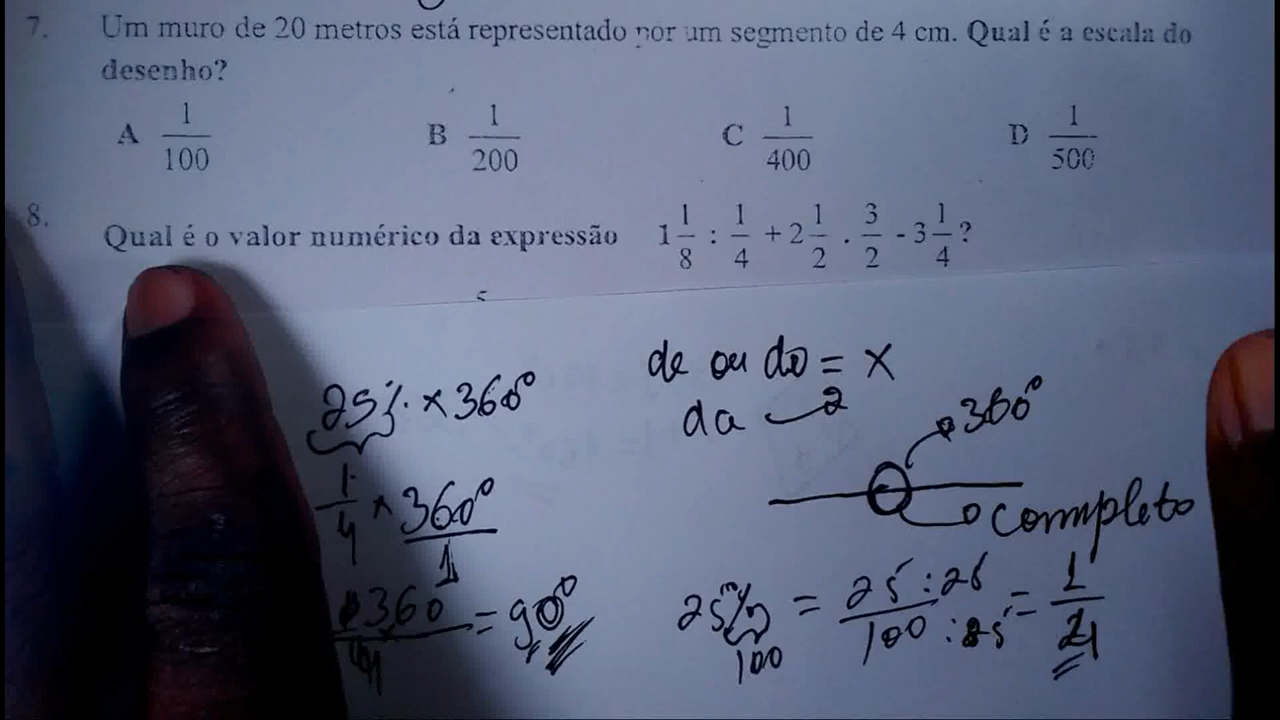 7. Um muro de 20 metros está representado por um segmento de 4 cm. Qual é a escala do
desenho?
A 1/100 B 1/200 C 1/400 D 1/500
8. Qual é o valor numérico da expressão 1 1/8 : 1/4 + 2 1/2 . 3/2 - 3 1/4 ?
de ou do = x
25% x 360°
da
360°
1/4 x 360°/1
completo
360/4 = 90°
25% = 25:25/100:25 = 1/4
100